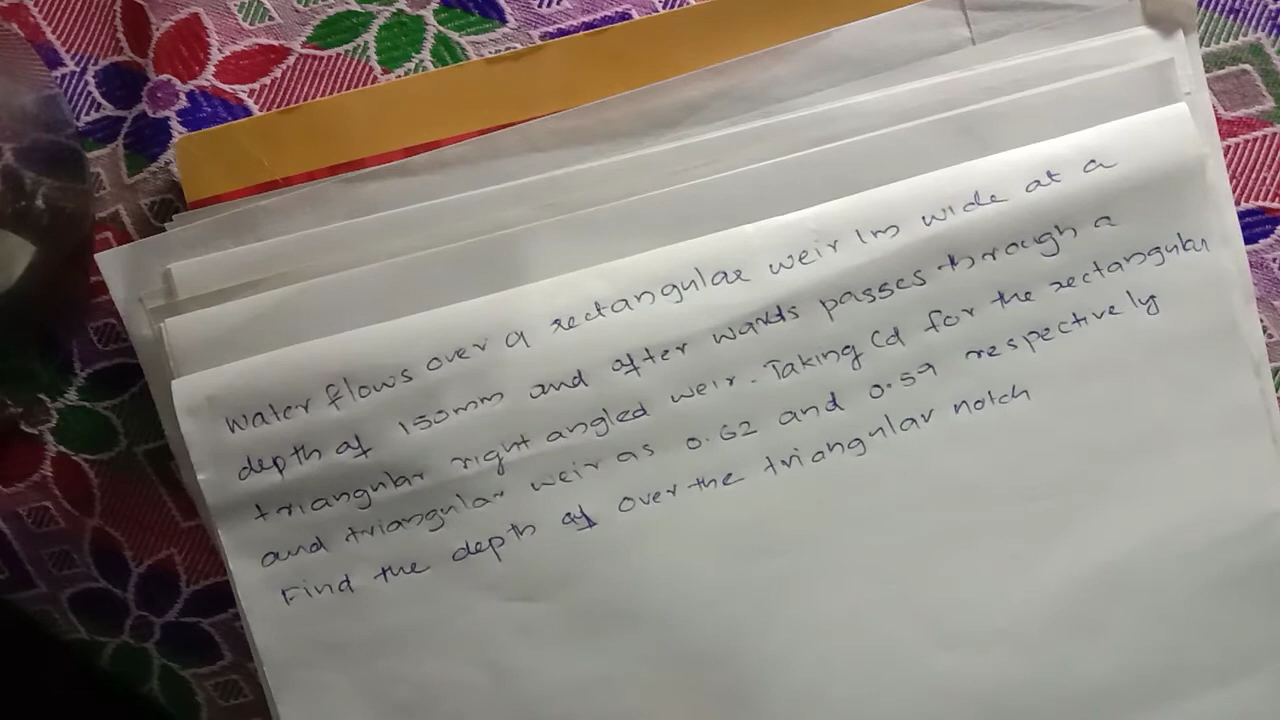 Water flows over a rectangular weir 1m wide at a
depth of 150mm and after wards passes through a
triangular right angled weir. Taking Cd for the rectangular
and triangular weir as 0.62 and 0.59 respectively
Find the depth of over the triangular notch